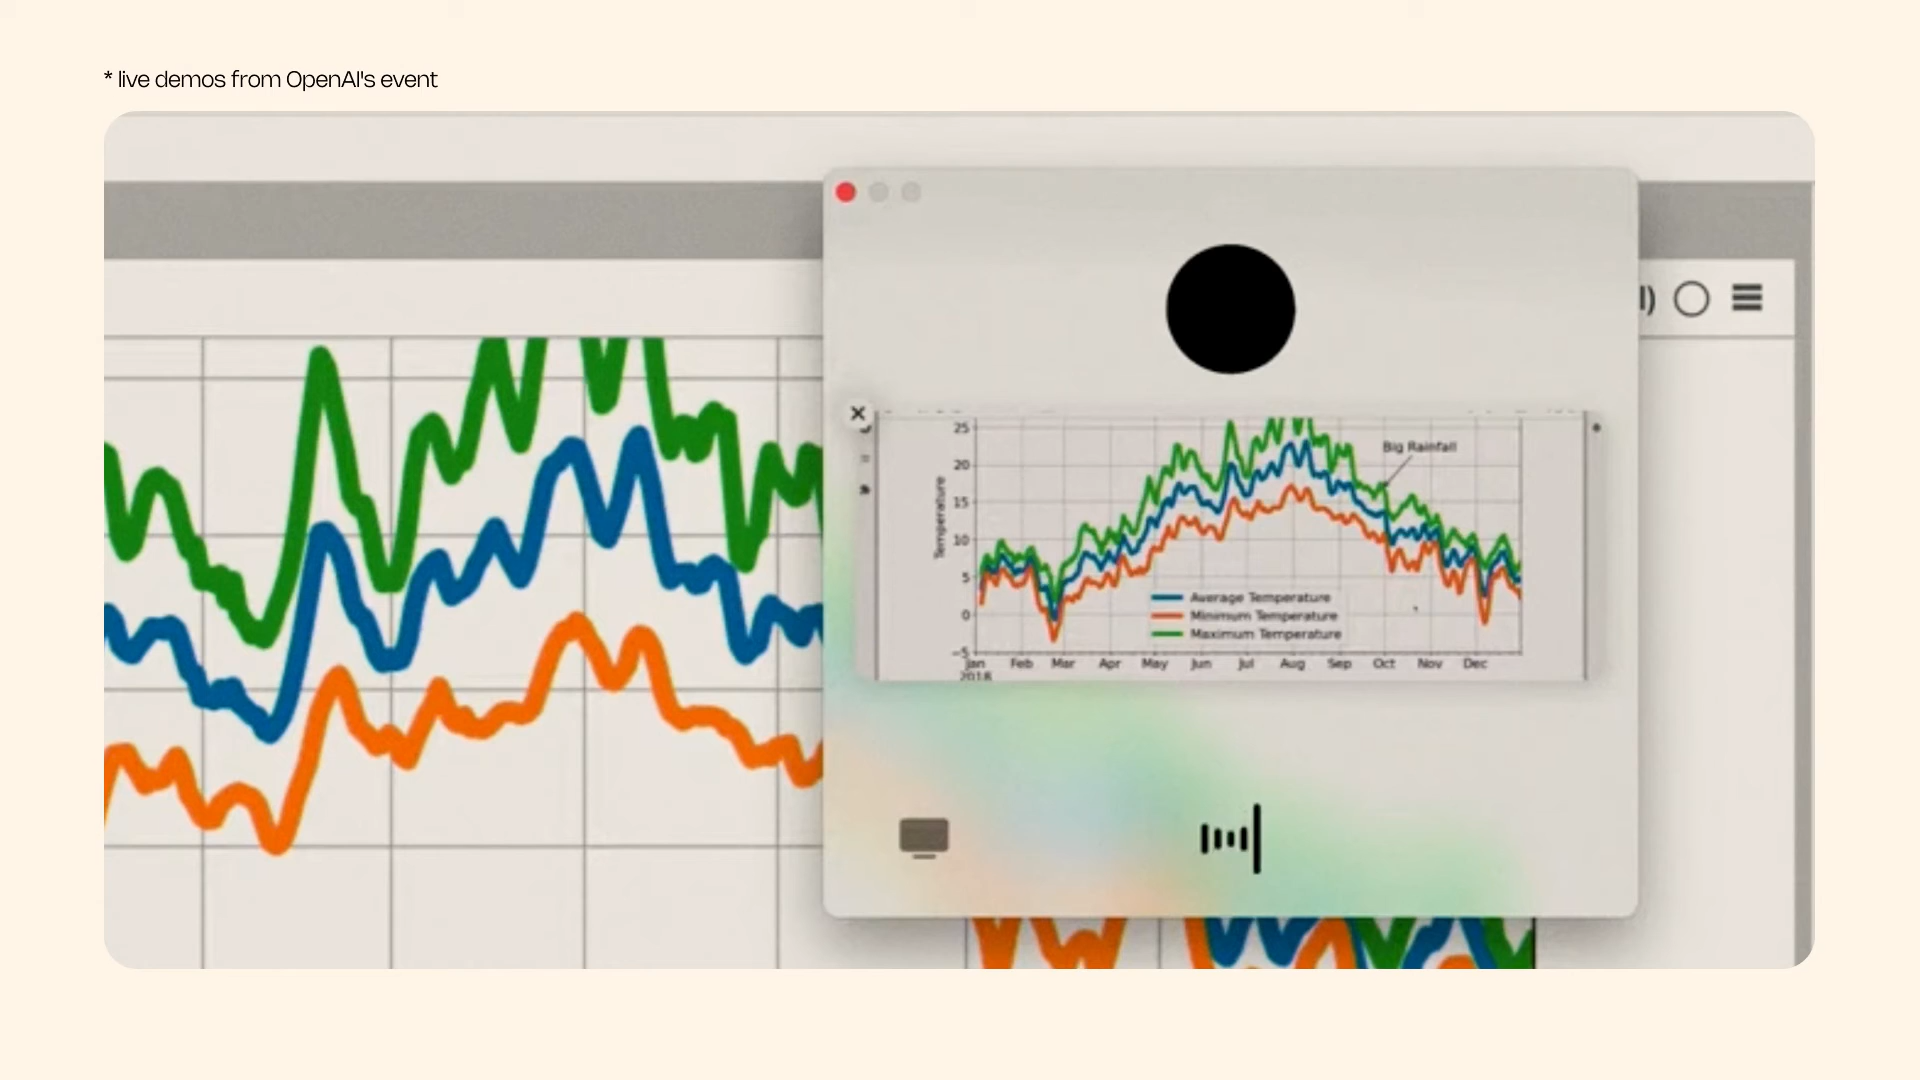 * live demos from OpenAI's event
25
20
15
10
5
0
-5
Temperature
Big Rainfall
Average Temperature
Minimum Temperature
Maximum Temperature
Jan Feb Mar Apr May Jun Jul Aug Sep Oct Nov Dec
2018